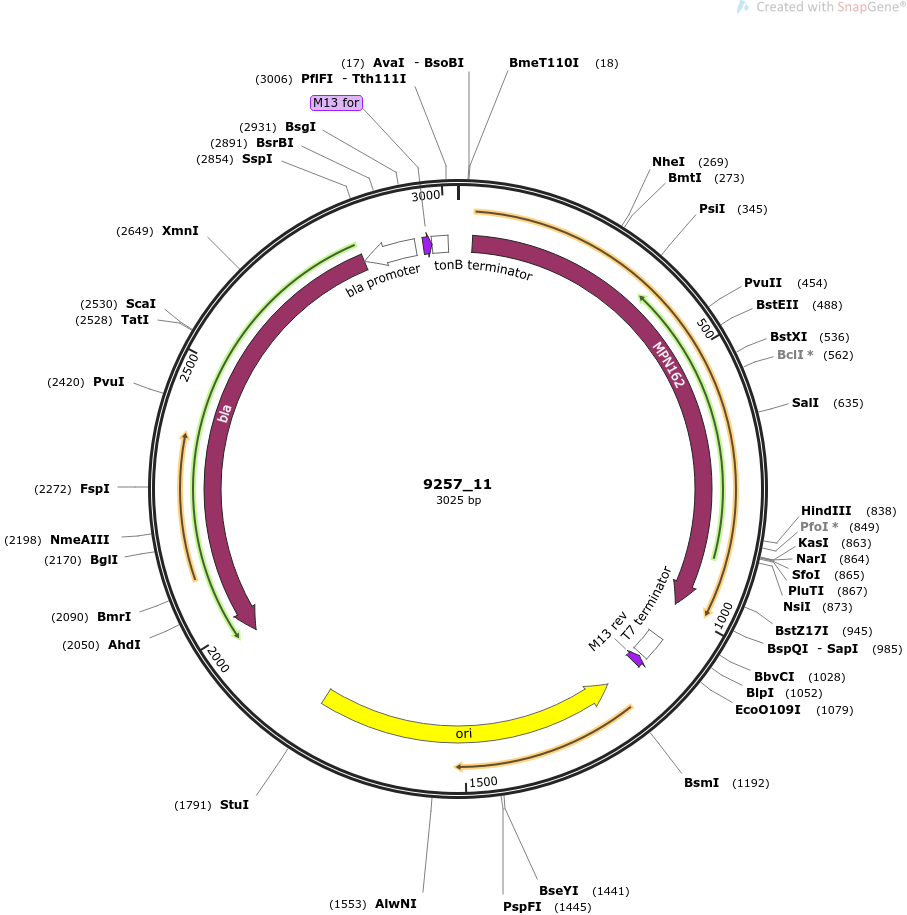 Created with SnapGene®
(17) AvaI - BsoBI
BmeT110I (18)
(3006) PflFI - Tth111I
M13 for
(2931) BsgI
(2891) BsrBI
(2854) SspI
(2649) XmnI
(2530) ScaI
(2528) TatI
(2420) PvuI
(2272) FspI
(2198) NmeAIII
(2170) BglI
(2090) BmrI
(2050) AhdI
(1791) StuI
(1553) AlwNI
NheI (269)
BmtI (273)
PsiI (345)
PvuII (454)
BstEII (488)
BstXI (536)
BclI * (562)
SalI (635)
HindIII (838)
PfoI * (849)
KasI (863)
NarI (864)
SfoI (865)
PluTI (867)
NsiI (873)
BstZ17I (945)
BspQI - SapI (985)
BbvCI (1028)
BlpI (1052)
EcoO109I (1079)
BsmI (1192)
BseYI (1441)
PspFI (1445)
3000
500
1000
1500
2000
2500
bla promoter
tonB terminator
MPN162
bla
T7 terminator
M13 rev
ori
9257_11
3025 bp